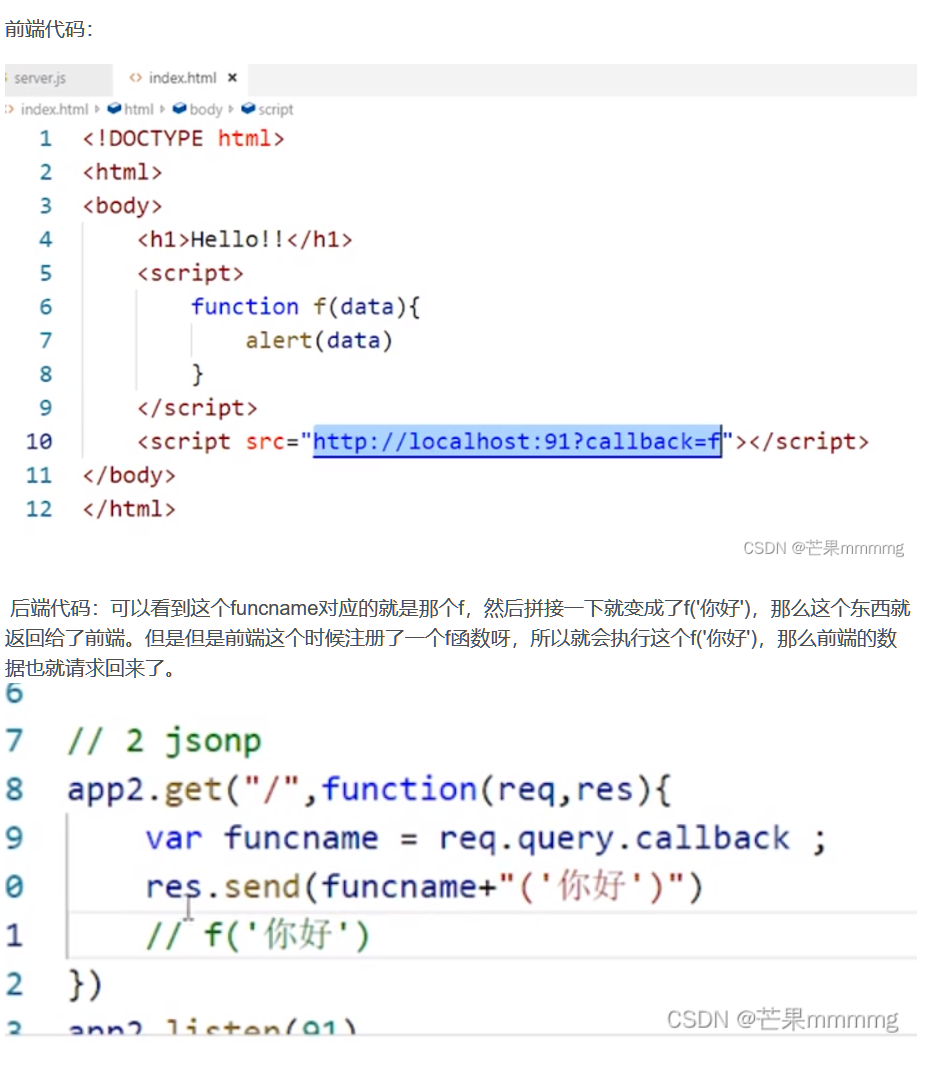 前端代码：
server.js <> index.html ×
<> index.html html body script
1 <!DOCTYPE html>
2 <html>
3 <body>
4 <h1>Hello!!</h1>
5 <script>
6 function f(data){
7 alert(data)
8 }
9 </script>
10 <script src="http://localhost:91?callback=f"></script>
11 </body>
12 </html>
CSDN @芒果mmmmg
后端代码：可以看到这个funcname对应的就是那个f，然后拼接一下就变成了f('你好')，那么这个东西就
返回给了前端。但是但是前端这个时候注册了一个f函数呀，所以就会执行这个f('你好')，那么前端的数
据也就请求回来了。
6
7 // 2 jsonp
8 app2.get("/",function(req,res){
9 var funcname = req.query.callback ;
0 res.send(funcname+"('你好')")
1 // f('你好')
2 })
3 app2.listen(91)
CSDN @芒果mmmmg